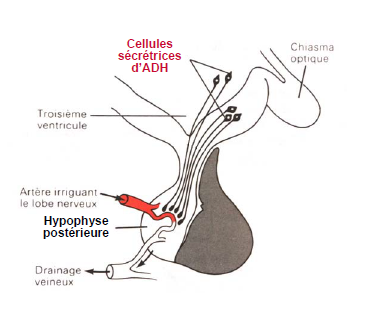 Cellules
sécrétrices
d'ADH
Chiasma
optique
Troisième
ventricule
Artère irriguant
le lobe nerveux
Hypophyse
postérieure
Drainage
veineux